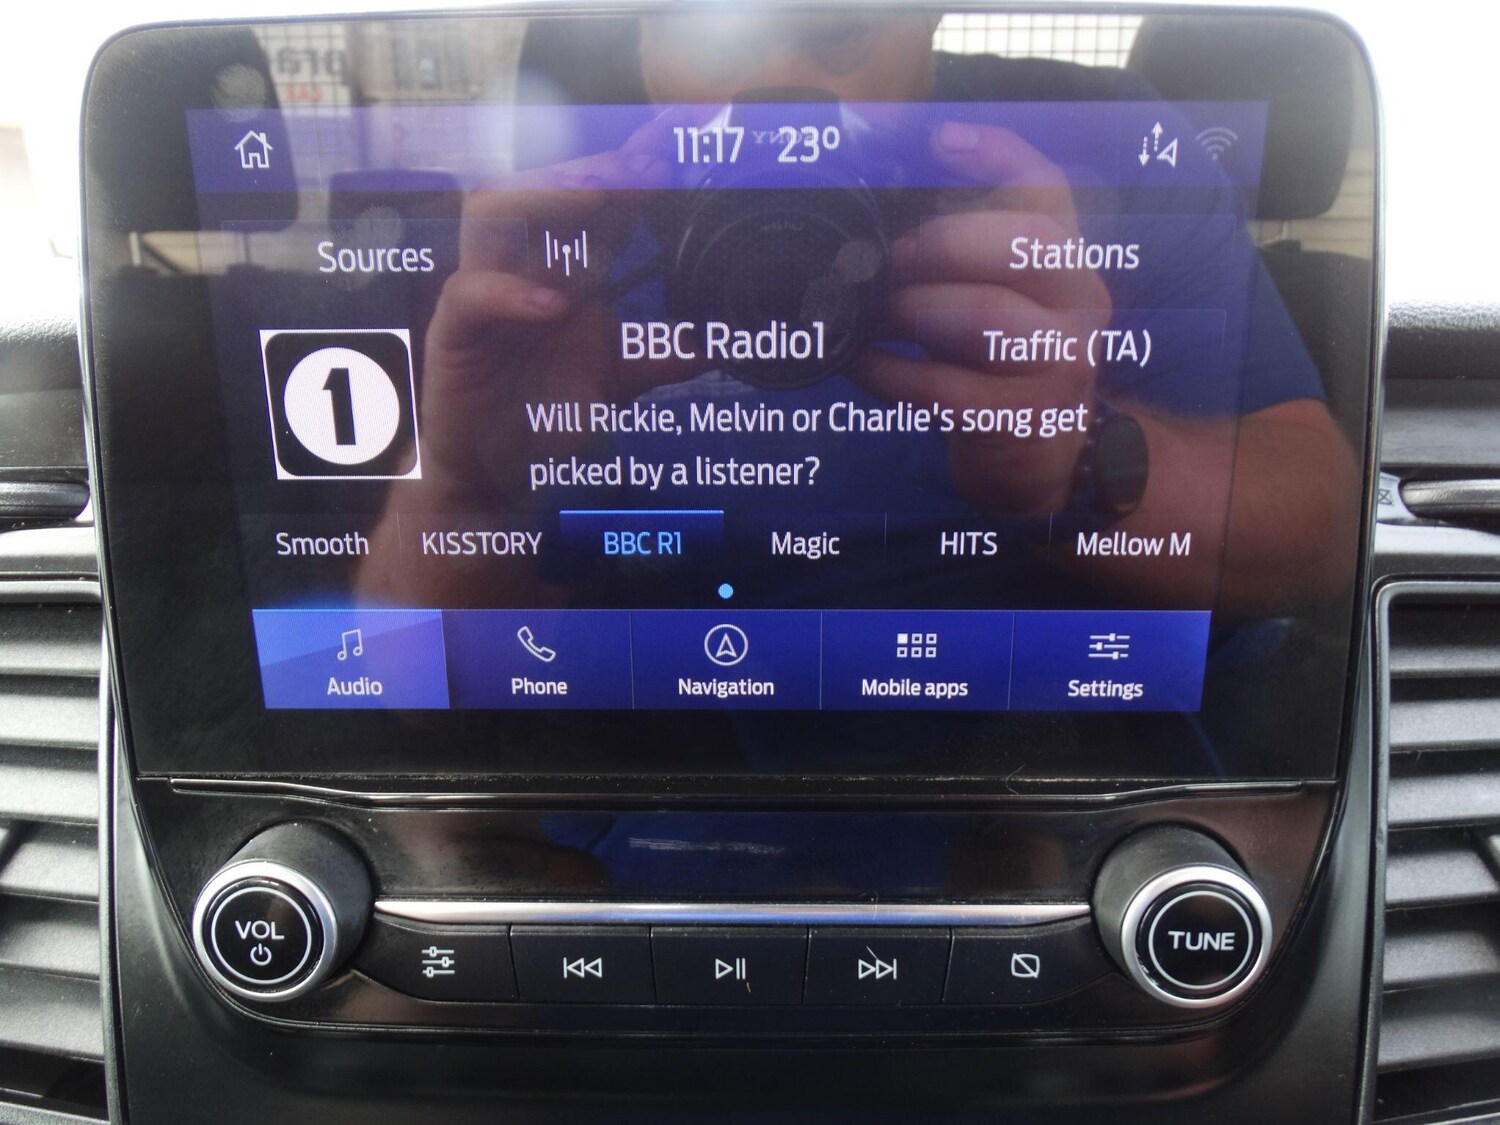 11:17 23°
Sources
Stations
BBC Radio1
Traffic (TA)
1
Will Rickie, Melvin or Charlie's song get
picked by a listener?
Smooth KISSTORY BBC R1 Magic HITS Mellow M
Audio Phone Navigation Mobile apps Settings
VOL
TUNE
SONY